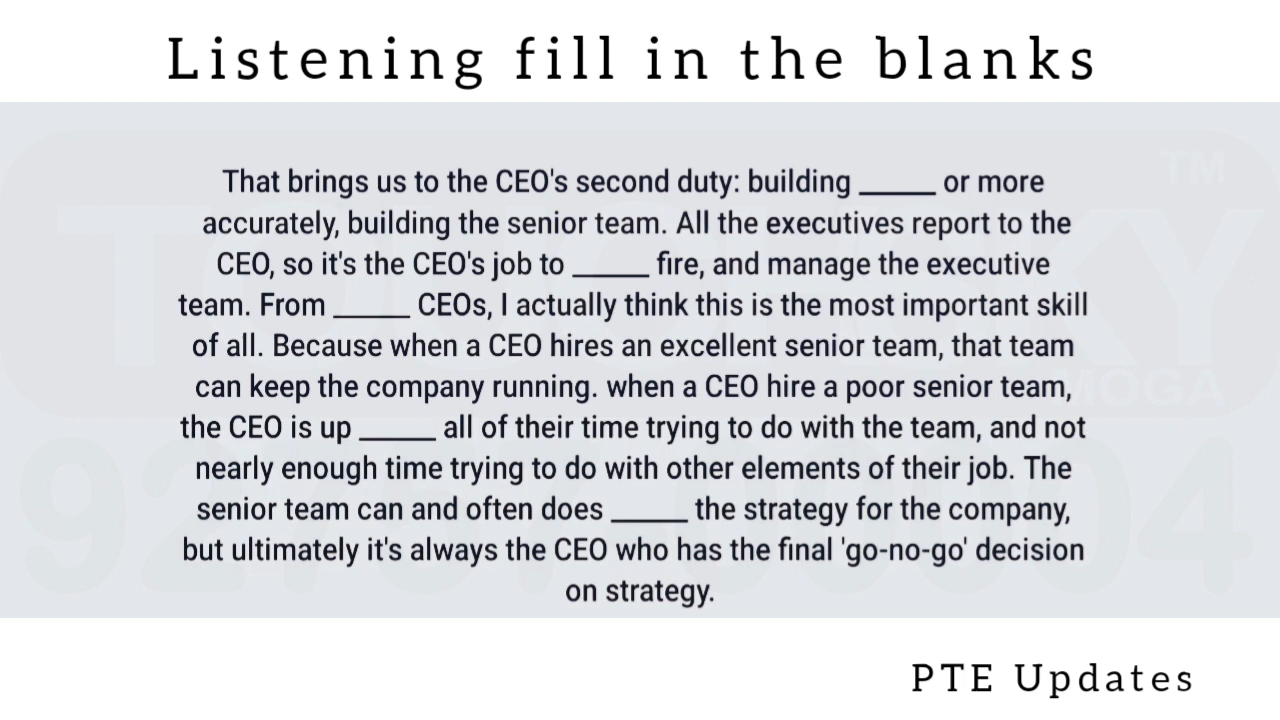 Listening fill in the blanks
TM
That brings us to the CEO's second duty: building _____ or more
accurately, building the senior team. All the executives report to the
CEO, so it's the CEO's job to _____ fire, and manage the executive
team. From _____ CEOs, I actually think this is the most important skill
of all. Because when a CEO hires an excellent senior team, that team
can keep the company running. when a CEO hire a poor senior team,
the CEO is up _____ all of their time trying to do with the team, and not
nearly enough time trying to do with other elements of their job. The
senior team can and often does _____ the strategy for the company,
but ultimately it's always the CEO who has the final 'go-no-go' decision
on strategy.
MOGA
PTE Updates